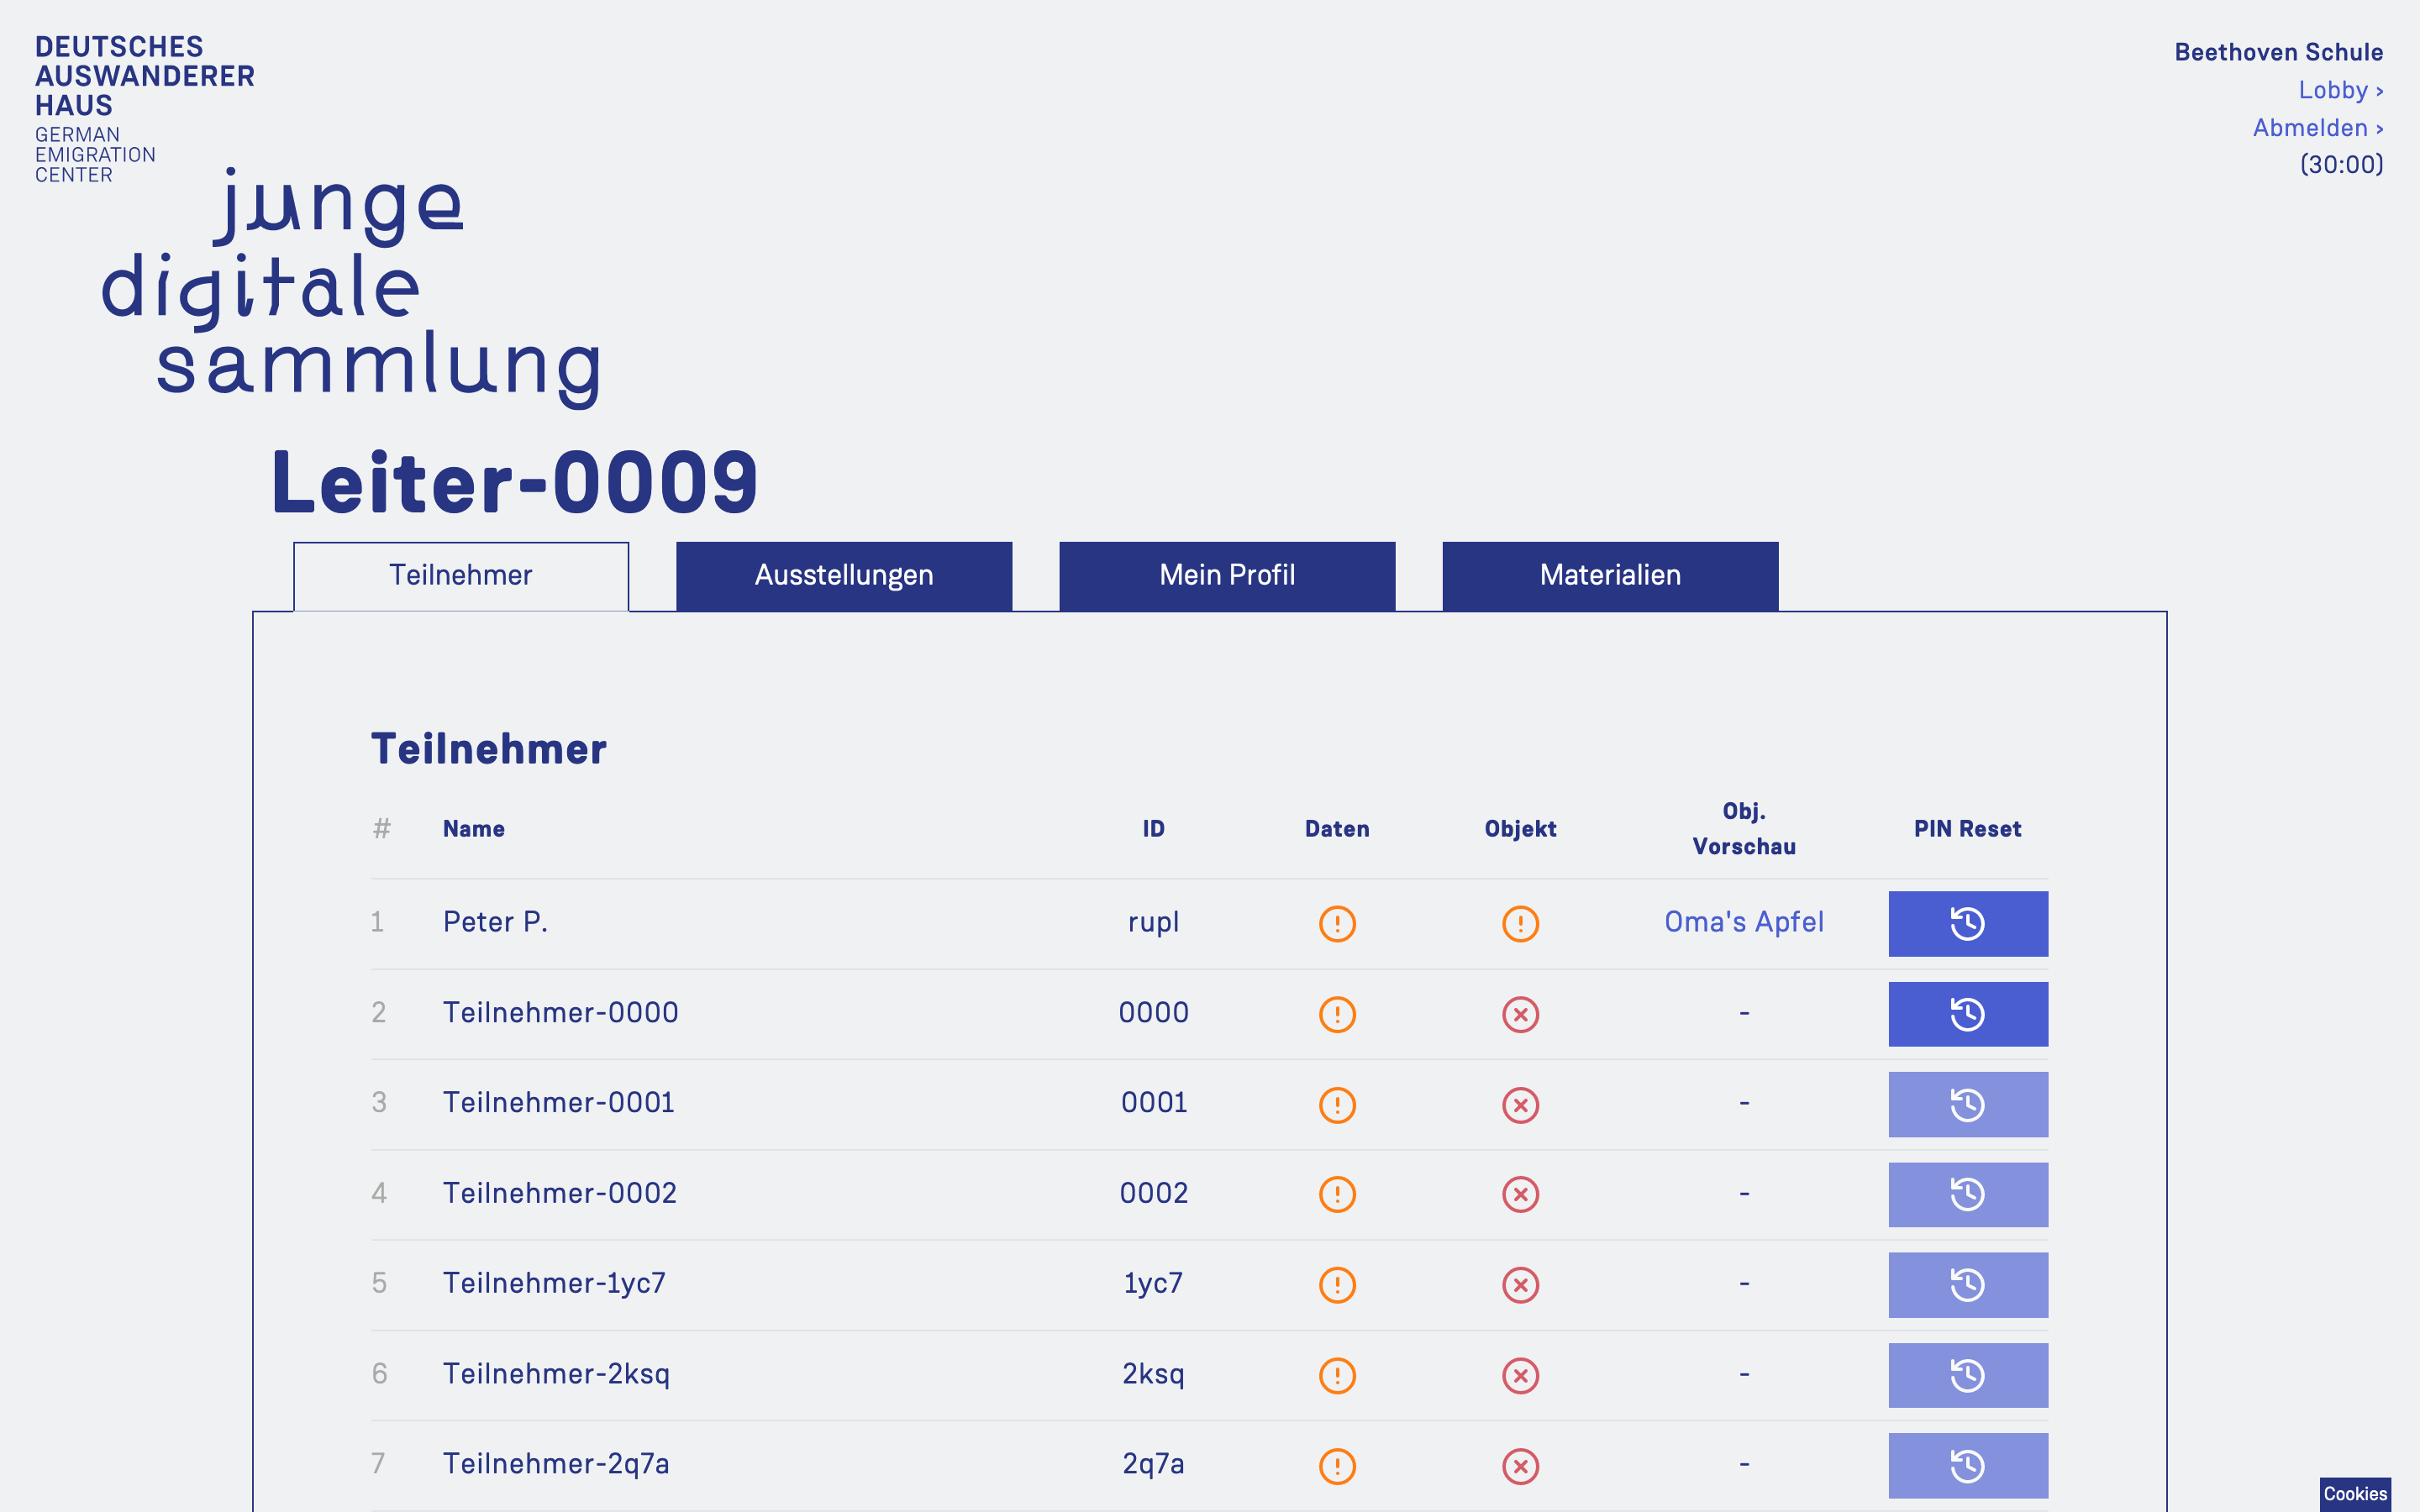 DEUTSCHES
AUSWANDERER
HAUS
GERMAN
EMIGRATION
CENTER
junge
digitale
sammlung
Beethoven Schule
Lobby ›
Abmelden ›
(30:00)
Leiter-0009
Teilnehmer Ausstellungen Mein Profil Materialien
Teilnehmer
# Name ID Daten Objekt Obj. Vorschau PIN Reset
1 Peter P. rupl Oma's Apfel
2 Teilnehmer-0000 0000 -
3 Teilnehmer-0001 0001 -
4 Teilnehmer-0002 0002 -
5 Teilnehmer-1yc7 1yc7 -
6 Teilnehmer-2ksq 2ksq -
7 Teilnehmer-2q7a 2q7a -
Cookies